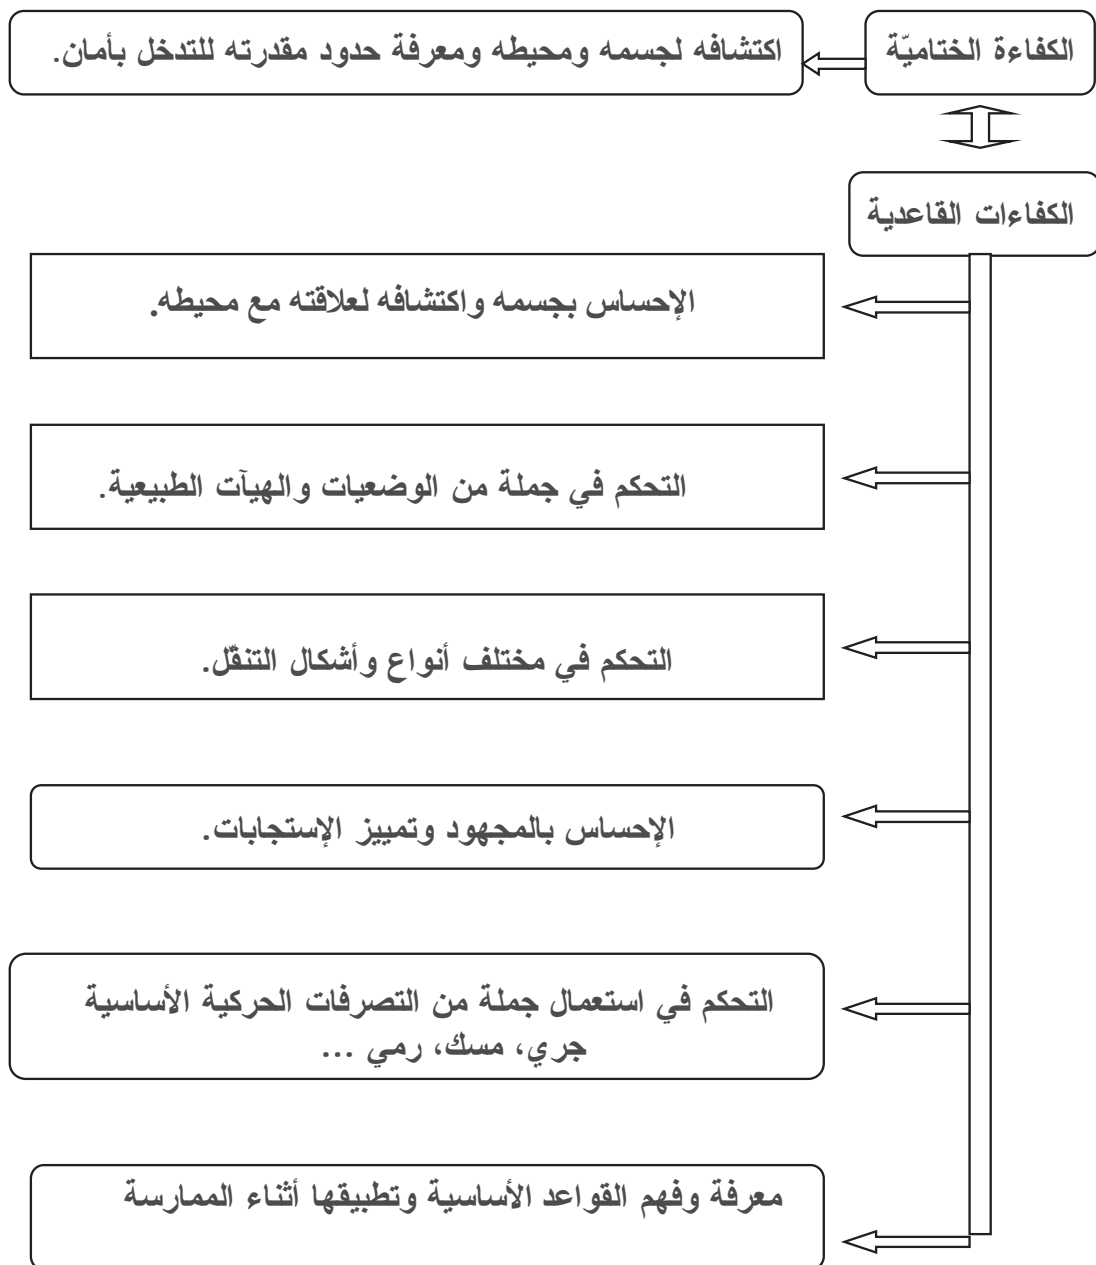 الكفاءة الختاميّة
اكتشافه لجسمه ومحيطه ومعرفة حدود مقدرته للتدخل بأمان.
الكفاءات القاعدية
الإحساس بجسمه واكتشافه لعلاقته مع محيطه.
التحكم في جملة من الوضعيات والهيآت الطبيعية.
التحكم في مختلف أنواع وأشكال التنقّل.
الإحساس بالمجهود وتمييز الإستجابات.
التحكم في استعمال جملة من التصرفات الحركية الأساسية
جري، مسك، رمي ...
معرفة وفهم القواعد الأساسية وتطبيقها أثناء الممارسة